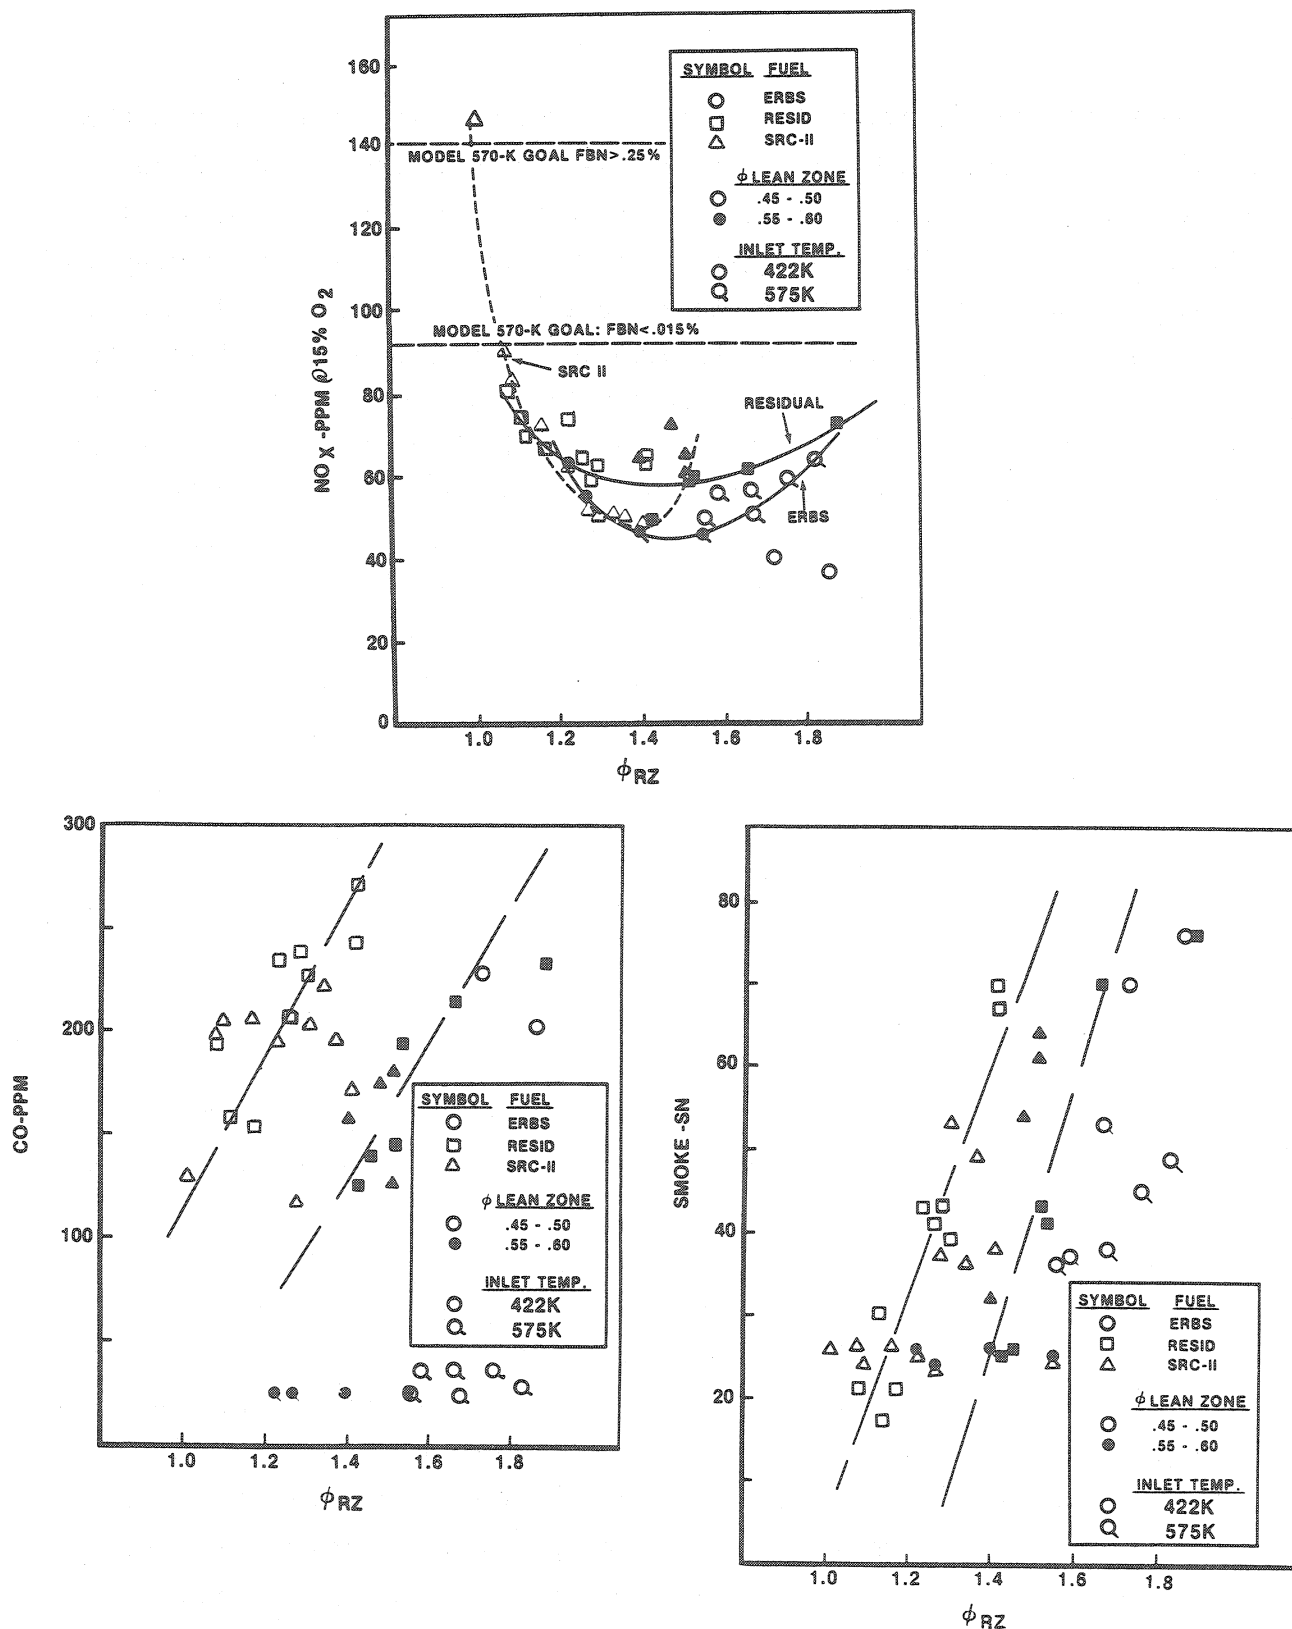 160
140
120
100
80
60
40
20
0
NOX -PPM @15% O2
SYMBOL FUEL
ERBS
RESID
SRC-II
ϕ LEAN ZONE
.45 - .50
.55 - .60
INLET TEMP.
422K
575K
MODEL 570-K GOAL FBN>.25%
MODEL 570-K GOAL: FBN<.015%
SRC II
RESIDUAL
ERBS
1.0 1.2 1.4 1.6 1.8
ϕRZ
300
200
100
0
CO-PPM
SYMBOL FUEL
ERBS
RESID
SRC-II
ϕ LEAN ZONE
.45 - .50
.55 - .60
INLET TEMP.
422K
575K
1.0 1.2 1.4 1.6 1.8
ϕRZ
80
60
40
20
SMOKE -SN
SYMBOL FUEL
ERBS
RESID
SRC-II
ϕ LEAN ZONE
.45 - .50
.55 - .60
INLET TEMP.
422K
575K
1.0 1.2 1.4 1.6 1.8
ϕRZ